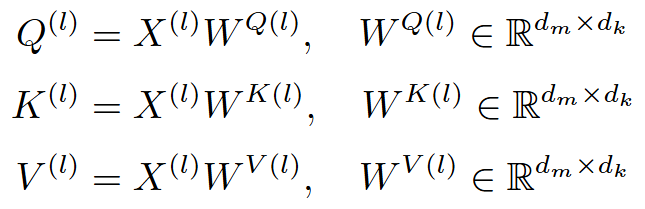 Q^{(l)} = X^{(l)}W^{Q(l)}, W^{Q(l)} ∈ ℝ^{d_m×d_k}
K^{(l)} = X^{(l)}W^{K(l)}, W^{K(l)} ∈ ℝ^{d_m×d_k}
V^{(l)} = X^{(l)}W^{V(l)}, W^{V(l)} ∈ ℝ^{d_m×d_k}